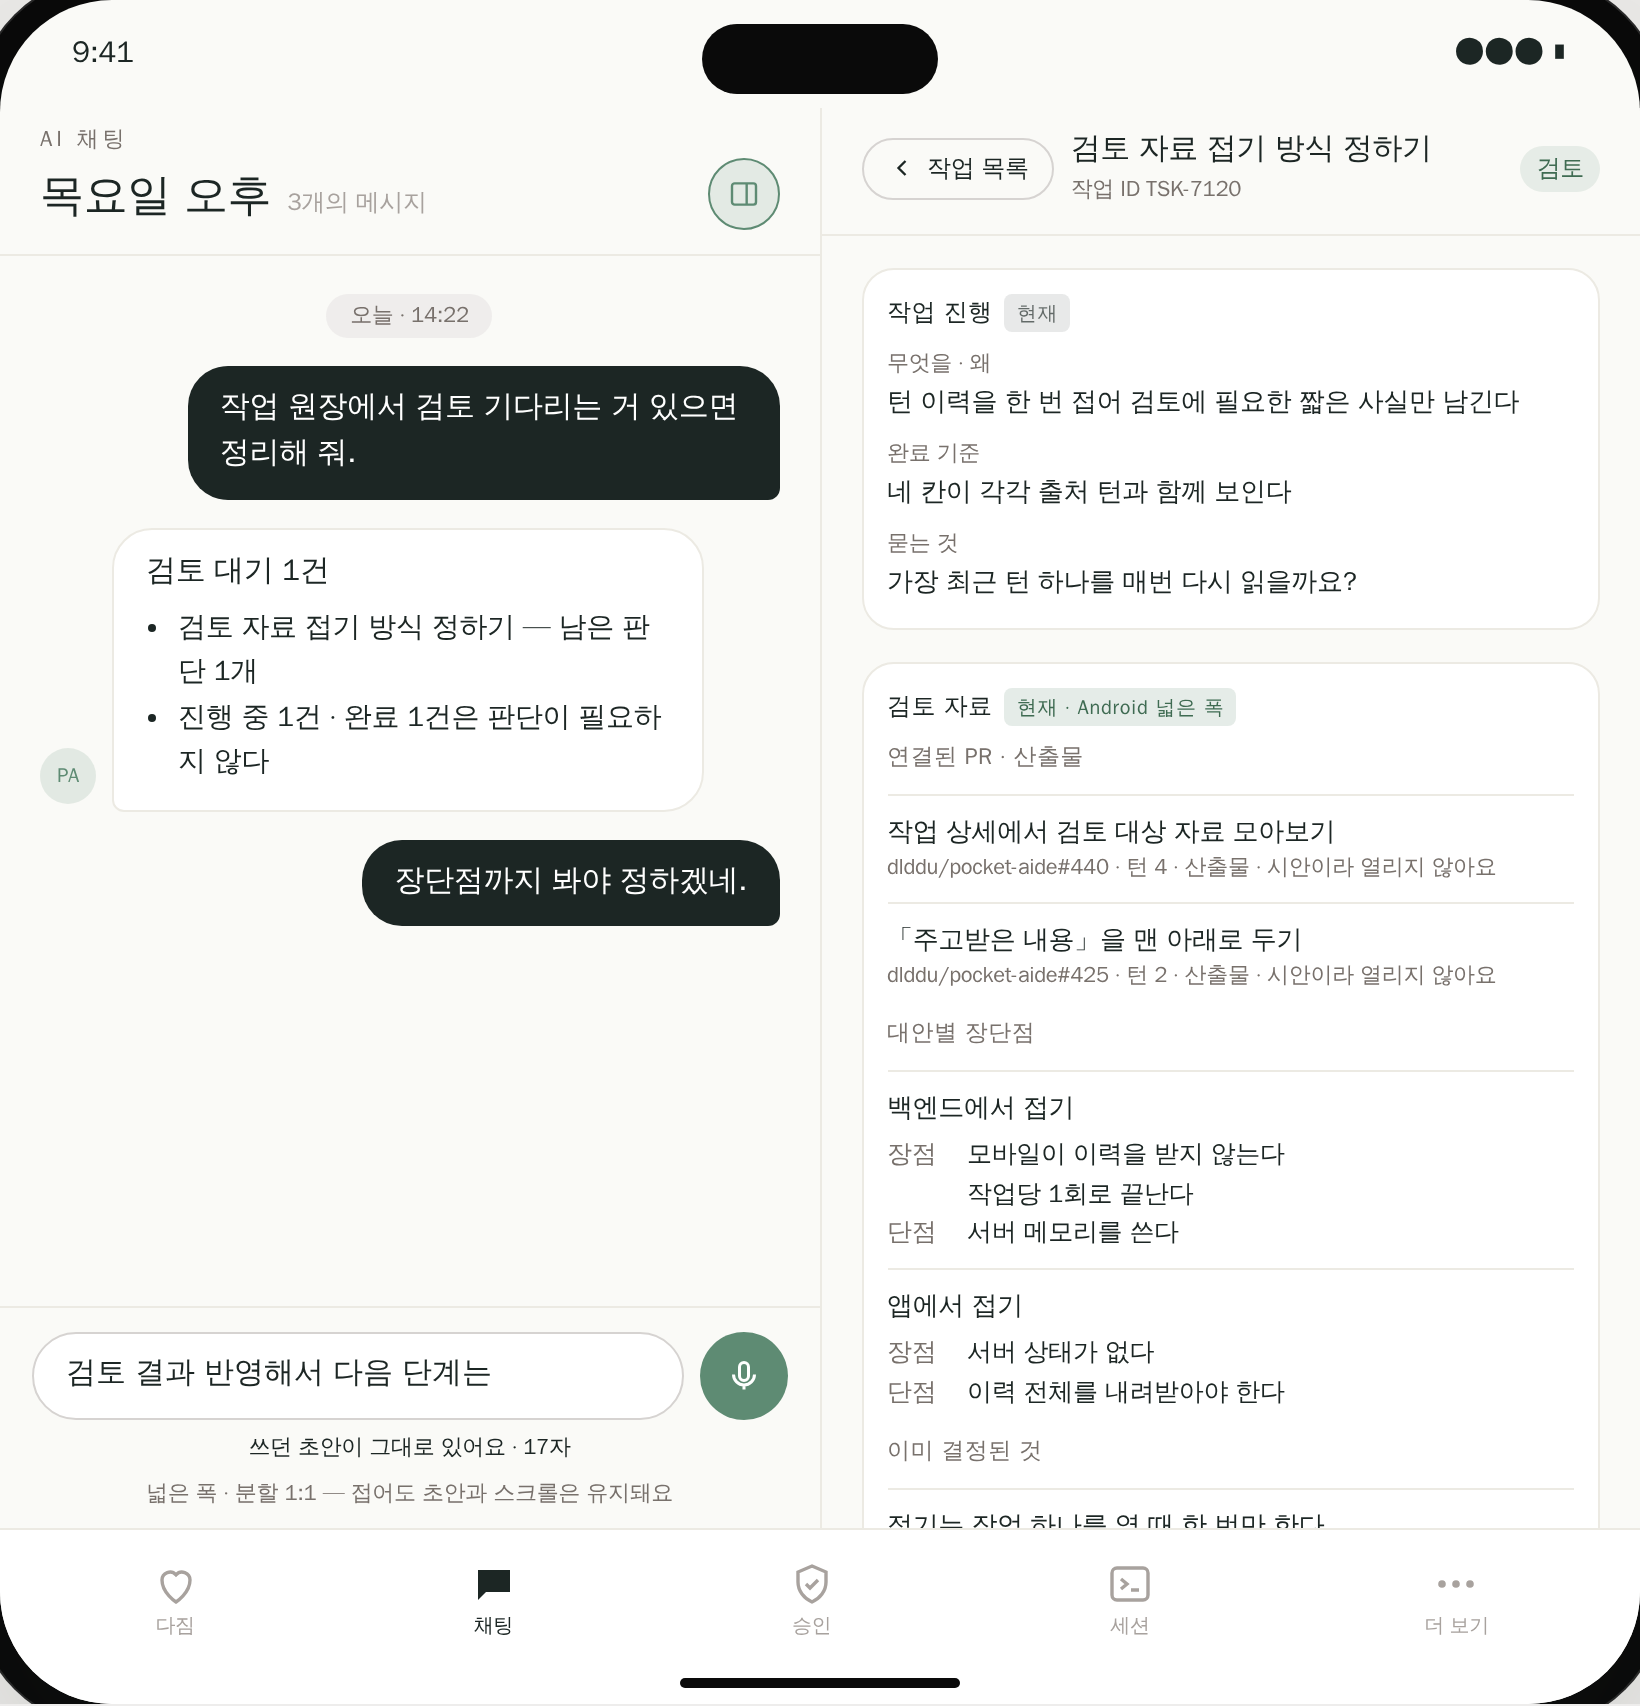 9:41
AI 채팅
목요일 오후 3개의 메시지
오늘 · 14:22
작업 원장에서 검토 기다리는 거 있으면
정리해 줘.
검토 대기 1건
• 검토 자료 접기 방식 정하기 — 남은 판
단 1개
• 진행 중 1건 · 완료 1건은 판단이 필요하
지 않다
PA
장단점까지 봐야 정하겠네.
검토 결과 반영해서 다음 단계는
쓰던 초안이 그대로 있어요 · 17자
넓은 폭 · 분할 1:1 — 접어도 초안과 스크롤은 유지돼요
작업 목록
검토 자료 접기 방식 정하기
작업 ID TSK-7120
검토
작업 진행 현재
무엇을 · 왜
턴 이력을 한 번 접어 검토에 필요한 짧은 사실만 남긴다
완료 기준
네 칸이 각각 출처 턴과 함께 보인다
묻는 것
가장 최근 턴 하나를 매번 다시 읽을까요?
검토 자료 현재 · Android 넓은 폭
연결된 PR · 산출물
작업 상세에서 검토 대상 자료 모아보기
dlddu/pocket-aide#440 · 턴 4 · 산출물 · 시안이라 열리지 않아요
「주고받은 내용」을 맨 아래로 두기
dlddu/pocket-aide#425 · 턴 2 · 산출물 · 시안이라 열리지 않아요
대안별 장단점
백엔드에서 접기
장점 모바일이 이력을 받지 않는다
작업당 1회로 끝난다
단점 서버 메모리를 쓴다
앱에서 접기
장점 서버 상태가 없다
단점 이력 전체를 내려받아야 한다
이미 결정된 것
접기는 작업 하나를 열 때 한 번만 한다
다짐
채팅
승인
세션
더 보기